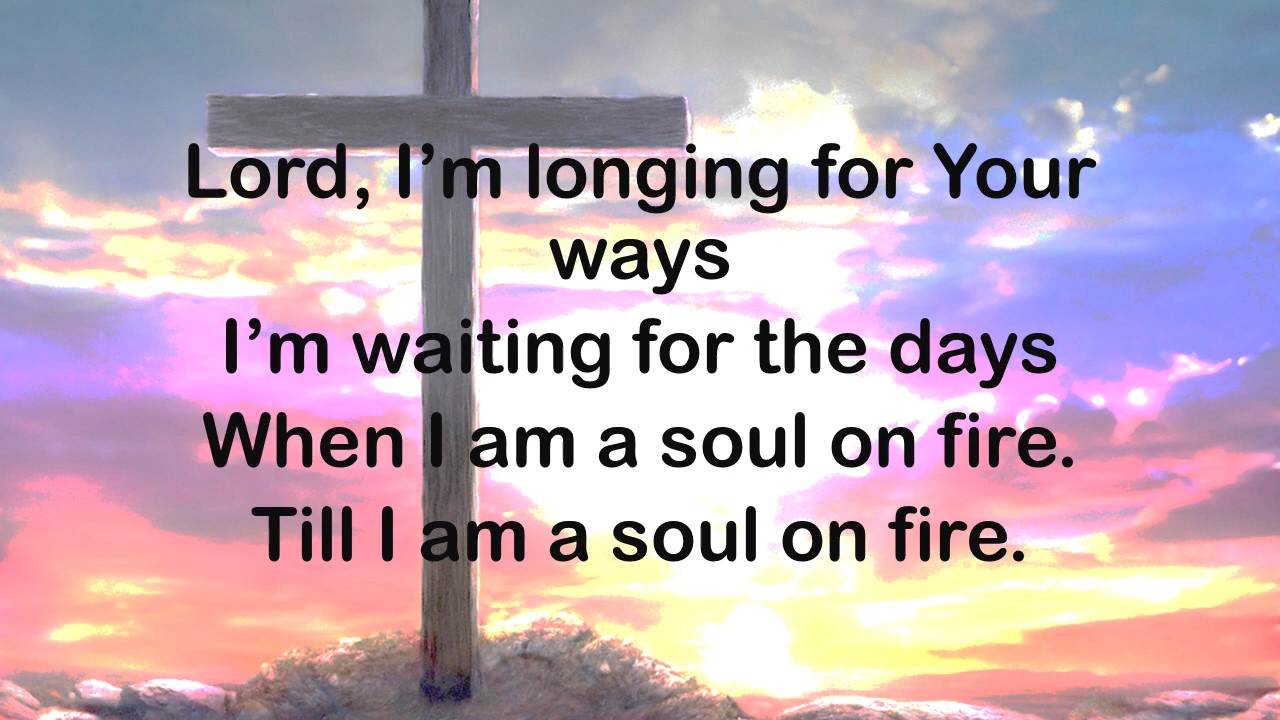 Lord, I’m longing for Your
ways
I’m waiting for the days
When I am a soul on fire.
Till I am a soul on fire.